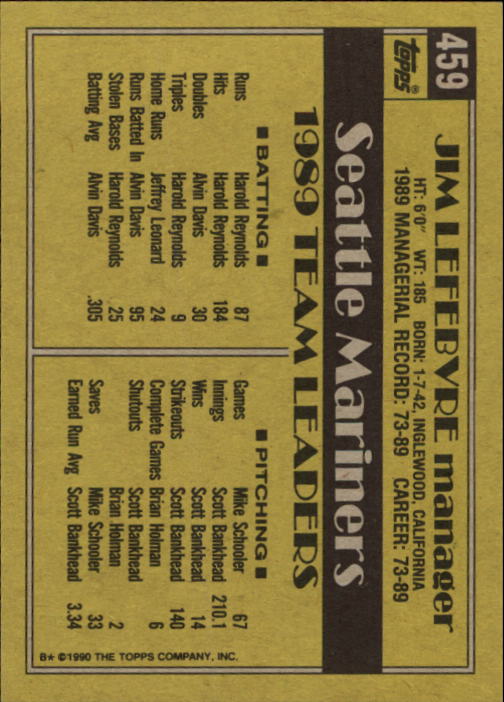 459
topps®
JIM LEFEBVRE manager
HT: 6'0" WT: 185 BORN: 1-7-42, INGLEWOOD, CALIFORNIA
1989 MANAGERIAL RECORD: 73-89 CAREER: 73-89
Seattle Mariners
1989 TEAM LEADERS
■ BATTING ■
Runs Harold Reynolds 87
Hits Harold Reynolds 184
Doubles Alvin Davis 30
Triples Harold Reynolds 9
Home Runs Jeffrey Leonard 24
Runs Batted In Alvin Davis 95
Stolen Bases Harold Reynolds 25
Batting Avg Alvin Davis .305
■ PITCHING ■
Games Mike Schooler 67
Innings Scott Bankhead 210.1
Wins Scott Bankhead 14
Strikeouts Scott Bankhead 140
Complete Games Brian Holman 6
Shutouts Scott Bankhead
Brian Holman 2
Saves Mike Schooler 33
Earned Run Avg Scott Bankhead 3.34
B★ ©1990 THE TOPPS COMPANY, INC.